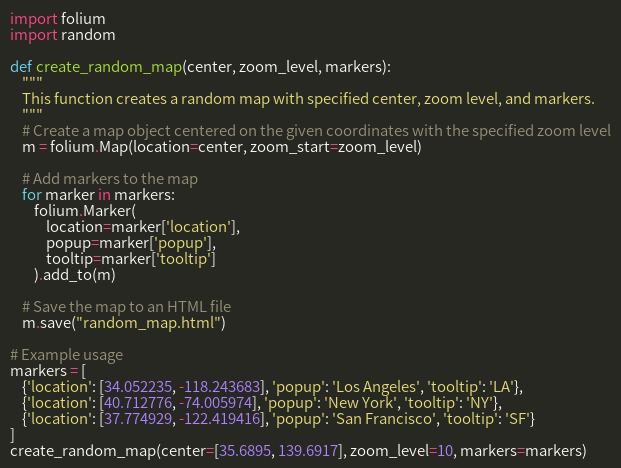 import folium
import random
def create_random_map(center, zoom_level, markers):
    """
    This function creates a random map with specified center, zoom level, and markers.
    """
    # Create a map object centered on the given coordinates with the specified zoom level
    m = folium.Map(location=center, zoom_start=zoom_level)
    # Add markers to the map
    for marker in markers:
        folium.Marker(
            location=marker['location'],
            popup=marker['popup'],
            tooltip=marker['tooltip']
        ).add_to(m)
    # Save the map to an HTML file
    m.save("random_map.html")
# Example usage
markers = [
    {'location': [34.052235, -118.243683], 'popup': 'Los Angeles', 'tooltip': 'LA'},
    {'location': [40.712776, -74.005974], 'popup': 'New York', 'tooltip': 'NY'},
    {'location': [37.774929, -122.419416], 'popup': 'San Francisco', 'tooltip': 'SF'}
]
create_random_map(center=[35.6895, 139.6917], zoom_level=10, markers=markers)